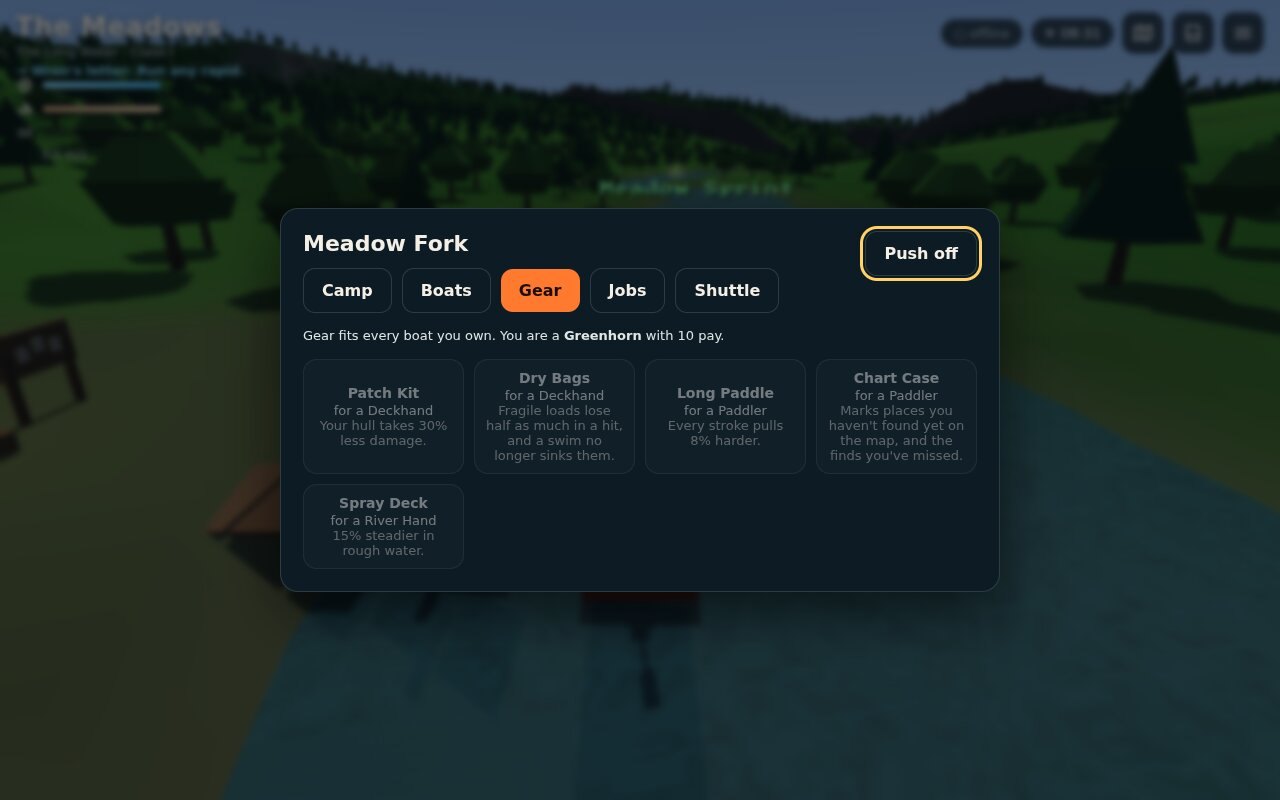 The Meadows
Meadow Sprint
Meadow Fork
Push off
Camp
Boats
Gear
Jobs
Shuttle
Gear fits every boat you own. You are a Greenhorn with 10 pay.
Patch Kit
for a Deckhand
Your hull takes 30%
less damage.
Dry Bags
for a Deckhand
Fragile loads lose
half as much in a hit,
and a swim no
longer sinks them.
Long Paddle
for a Paddler
Every stroke pulls
8% harder.
Chart Case
for a Paddler
Marks places you
haven't found yet on
the map, and the
finds you've missed.
Spray Deck
for a River Hand
15% steadier in
rough water.